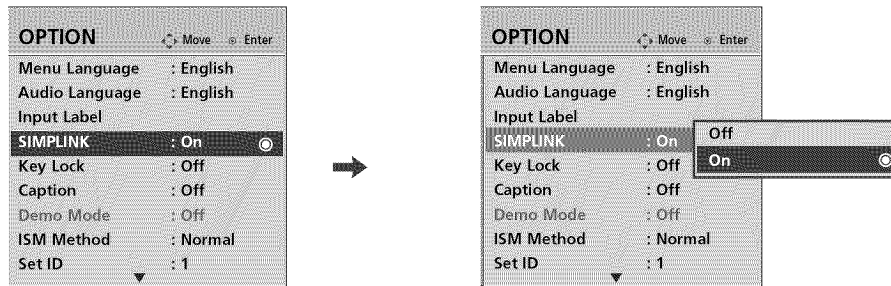 OPTION
Move Enter
Menu Language : English
Audio Language : English
Input Label
SIMPLINK : On
Key Lock : Off
Caption : Off
Demo Mode : Off
ISM Method : Normal
Set ID : 1
OPTION
Move Enter
Menu Language : English
Audio Language : English
Input Label
SIMPLINK : On
Key Lock : Off
Caption : Off
Demo Mode : Off
ISM Method : Normal
Set ID : 1
Off
On